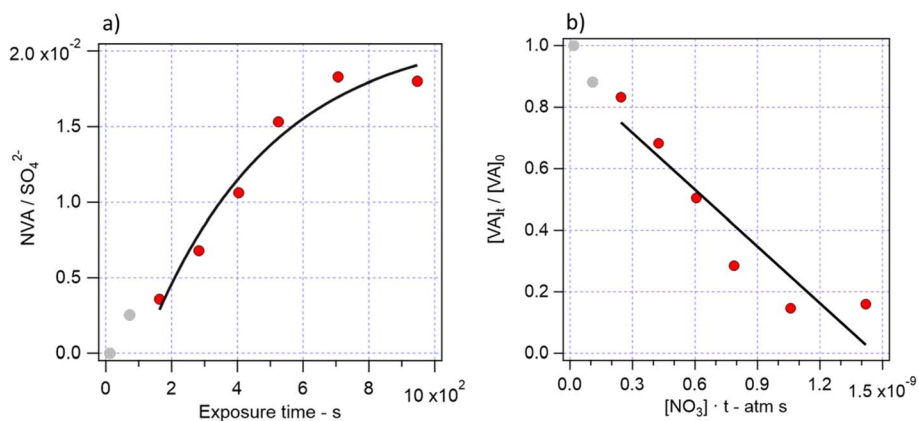 a)
2.0x10⁻²
1.5
1.0
0.5
0.0
NVA / SO₄²⁻
0 2 4 6 8 10 x10²
Exposure time - s
b)
1.0
0.8
0.6
0.4
0.2
0.0
[VA]t / [VA]₀
0.0 0.3 0.6 0.9 1.2 1.5 x10⁻⁹
[NO₃] · t - atm s